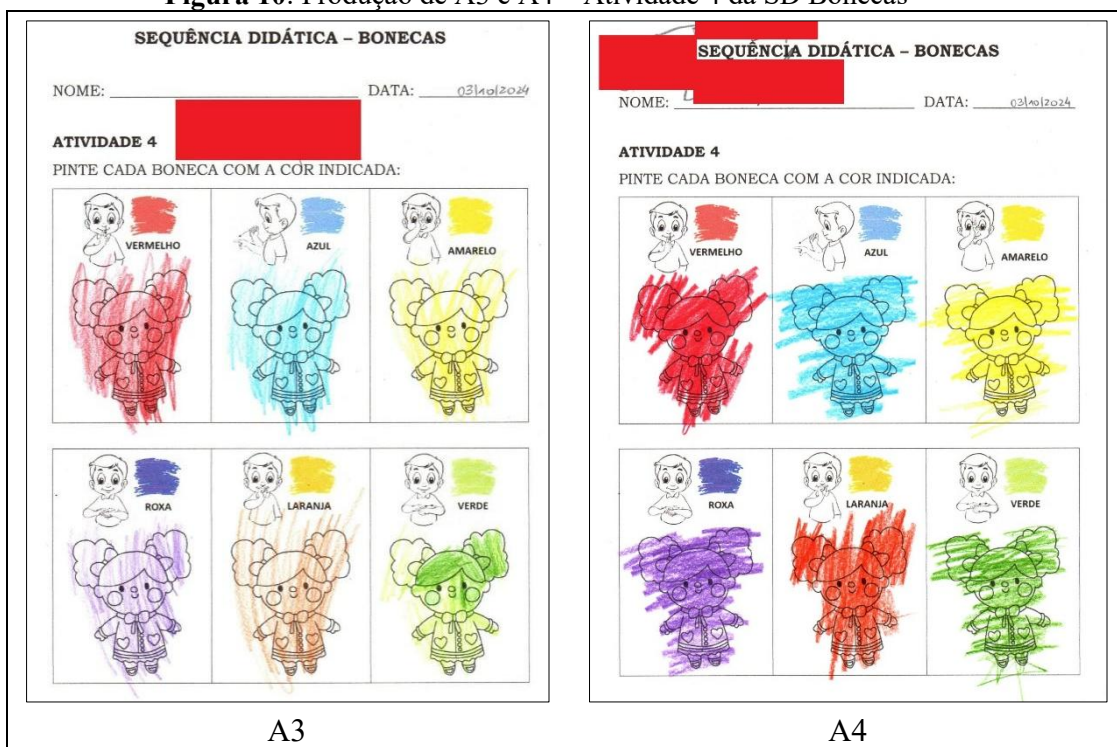 Figura 10: Produção de A3 e A4 – Atividade 4 da SD Bonecas
SEQUÊNCIA DIDÁTICA – BONECAS
NOME: DATA: 03/10/2024
ATIVIDADE 4
PINTE CADA BONECA COM A COR INDICADA:
VERMELHO AZUL AMARELO
ROXA LARANJA VERDE
A3
SEQUÊNCIA DIDÁTICA – BONECAS
NOME: DATA: 03/10/2024
ATIVIDADE 4
PINTE CADA BONECA COM A COR INDICADA:
VERMELHO AZUL AMARELO
ROXA LARANJA VERDE
A4